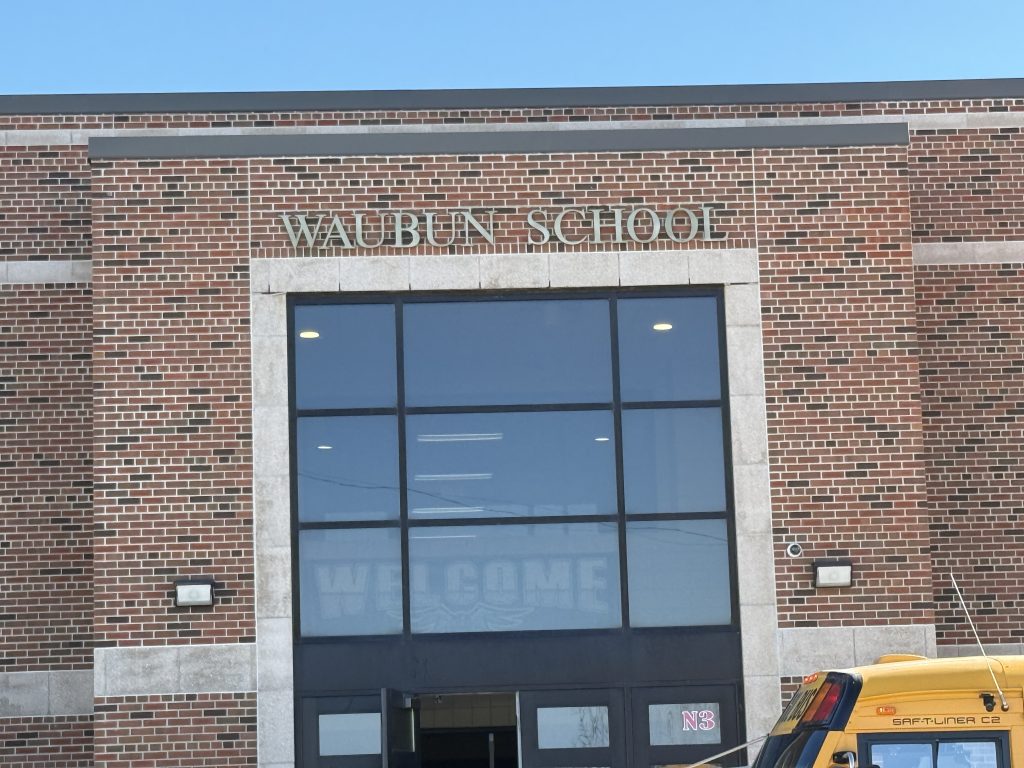 WAUBUN SCHOOL
WELCOME
N3
SAF-T-LINER C2